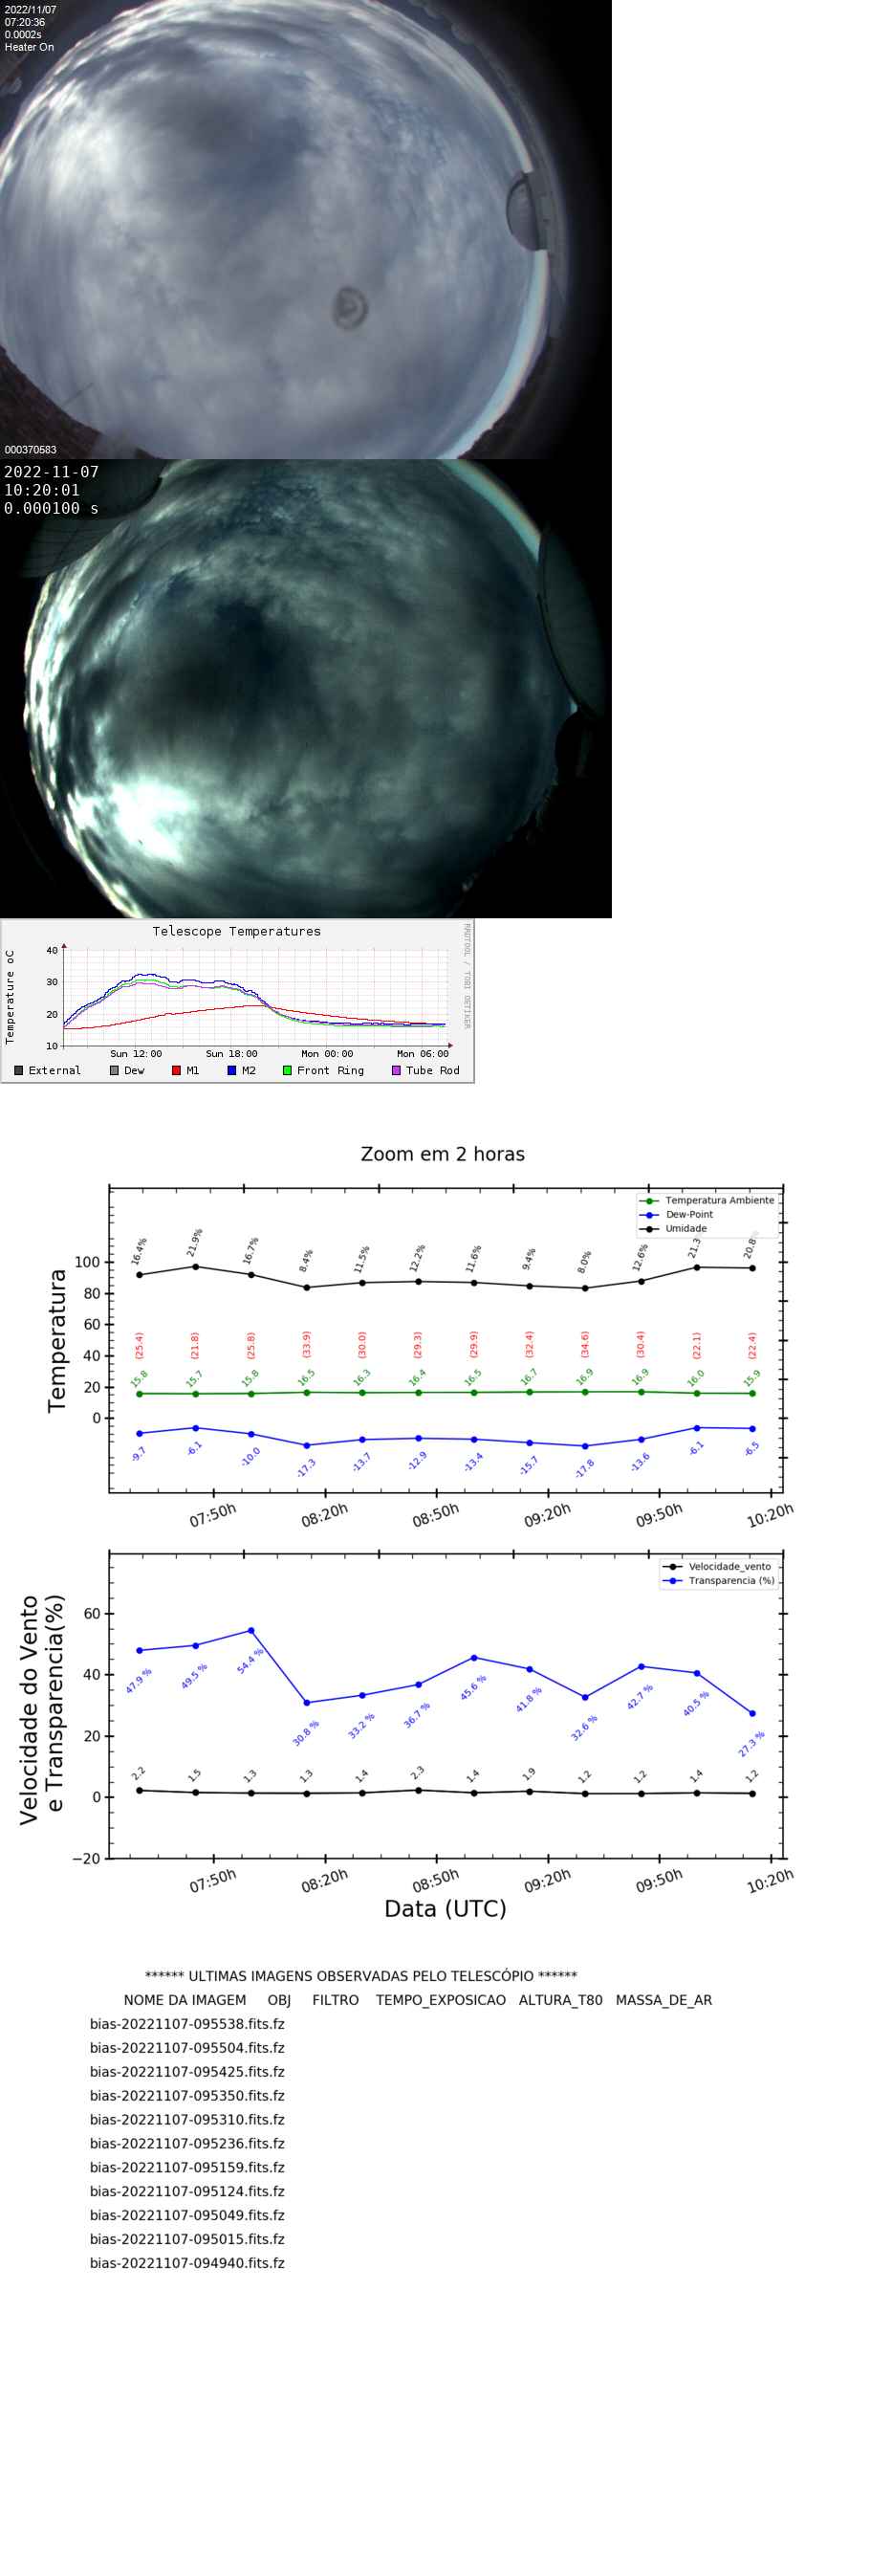 2022/11/07
07:20:36
0.0002s
Heater On
000370583
2022-11-07
10:20:01
0.000100 s
Telescope Temperatures
RRDTOOL / TOBI OETIKER
Temperature oC
40
30
20
10
Sun 12:00 Sun 18:00 Mon 00:00 Mon 06:00
External Dew M1 M2 Front Ring Tube Rod
Zoom em 2 horas
Temperatura Ambiente
Dew-Point
Umidade
Temperatura
100
80
60
40
20
0
16.4% 21.9% 16.7% 8.4% 11.5% 12.2% 11.6% 9.4% 8.0% 12.6% 21.3% 20.8%
(25.4) (21.8) (25.8) (33.9) (30.0) (29.3) (29.9) (32.4) (34.6) (30.4) (22.1) (22.4)
15.8 15.7 15.8 16.5 16.3 16.4 16.5 16.7 16.9 16.9 16.0 15.9
-9.7 -6.1 -10.0 -17.3 -13.7 -12.9 -13.4 -15.7 -17.8 -13.6 -6.1 -6.5
07:50h 08:20h 08:50h 09:20h 09:50h 10:20h
Velocidade_vento
Transparencia (%)
Velocidade do Vento
e Transparencia(%)
60
40
20
0
−20
47.9 % 49.5 % 54.4 % 30.8 % 33.2 % 36.7 % 45.6 % 41.8 % 32.6 % 42.7 % 40.5 % 27.3 %
2.2 1.5 1.3 1.3 1.4 2.3 1.4 1.9 1.2 1.2 1.4 1.2
07:50h 08:20h 08:50h 09:20h 09:50h 10:20h
Data (UTC)
****** ULTIMAS IMAGENS OBSERVADAS PELO TELESCÓPIO ******
NOME DA IMAGEM OBJ FILTRO TEMPO_EXPOSICAO ALTURA_T80 MASSA_DE_AR
bias-20221107-095538.fits.fz
bias-20221107-095504.fits.fz
bias-20221107-095425.fits.fz
bias-20221107-095350.fits.fz
bias-20221107-095310.fits.fz
bias-20221107-095236.fits.fz
bias-20221107-095159.fits.fz
bias-20221107-095124.fits.fz
bias-20221107-095049.fits.fz
bias-20221107-095015.fits.fz
bias-20221107-094940.fits.fz